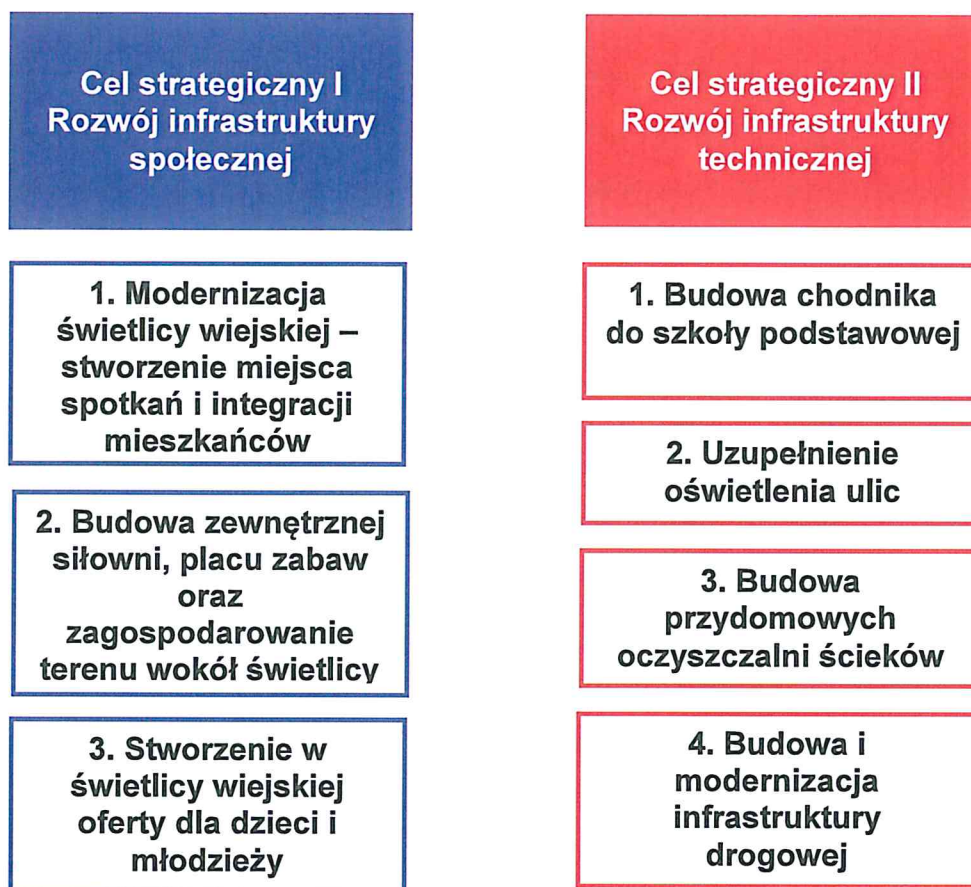 Cel strategiczny I
Rozwój infrastruktury
społecznej
1. Modernizacja
świetlicy wiejskiej –
stworzenie miejsca
spotkań i integracji
mieszkańców
2. Budowa zewnętrznej
siłowni, placu zabaw
oraz
zagospodarowanie
terenu wokół świetlicy
3. Stworzenie w
świetlicy wiejskiej
oferty dla dzieci i
młodzieży
Cel strategiczny II
Rozwój infrastruktury
technicznej
1. Budowa chodnika
do szkoły podstawowej
2. Uzupełnienie
oświetlenia ulic
3. Budowa
przydomowych
oczyszczalni ścieków
4. Budowa i
modernizacja
infrastruktury
drogowej